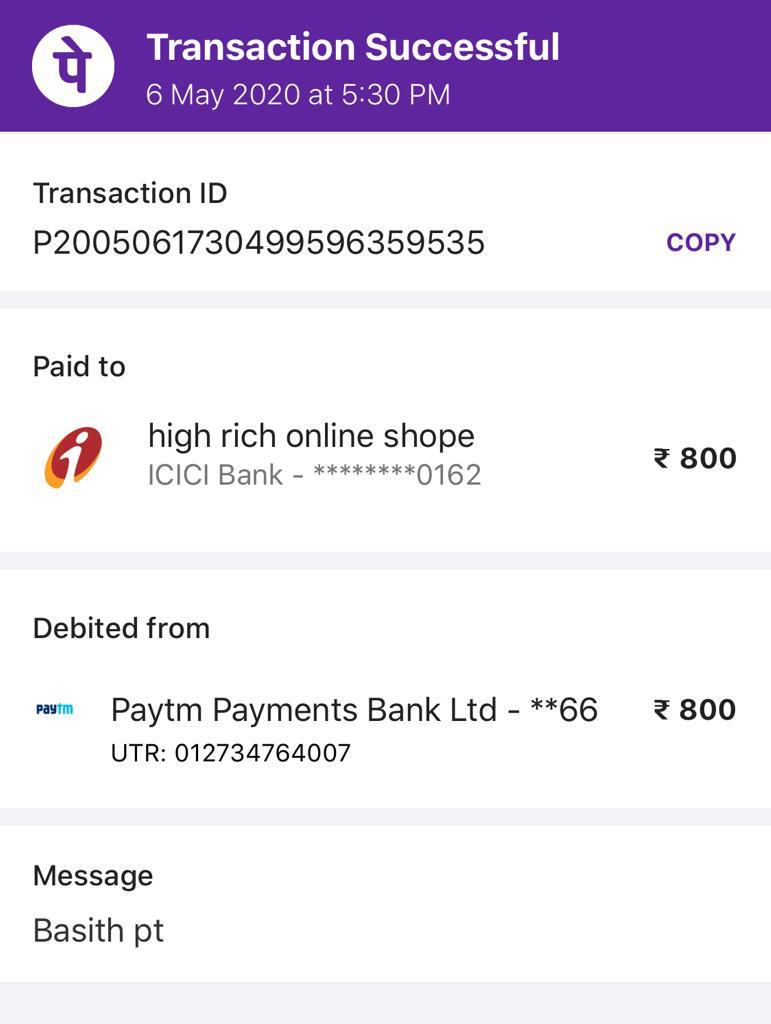 पे
Transaction Successful
6 May 2020 at 5:30 PM
Transaction ID
P2005061730499596359535
COPY
Paid to
high rich online shope
₹ 800
ICICI Bank - ********0162
Debited from
paytm
Paytm Payments Bank Ltd - **66
₹ 800
UTR: 012734764007
Message
Basith pt